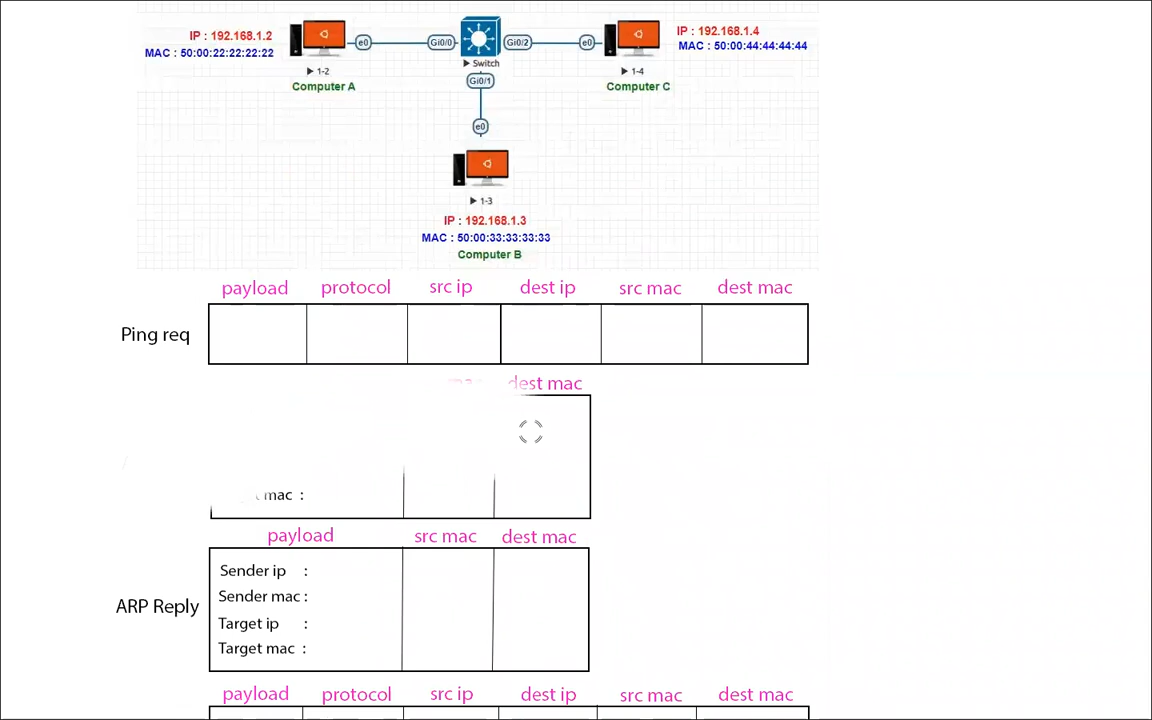 IP : 192.168.1.2
MAC : 50:00:22:22:22:22
e0
Gi0/0
Gi0/2
e0
IP : 192.168.1.4
MAC : 50:00:44:44:44:44
Switch
1-2
Computer A
Gi0/1
1-4
Computer C
e0
1-3
IP : 192.168.1.3
MAC : 50:00:33:33:33:33
Computer B
payload protocol src ip dest ip src mac dest mac
Ping req
dest mac
mac :
payload src mac dest mac
Sender ip :
Sender mac :
ARP Reply
Target ip :
Target mac :
payload protocol src ip dest ip src mac dest mac